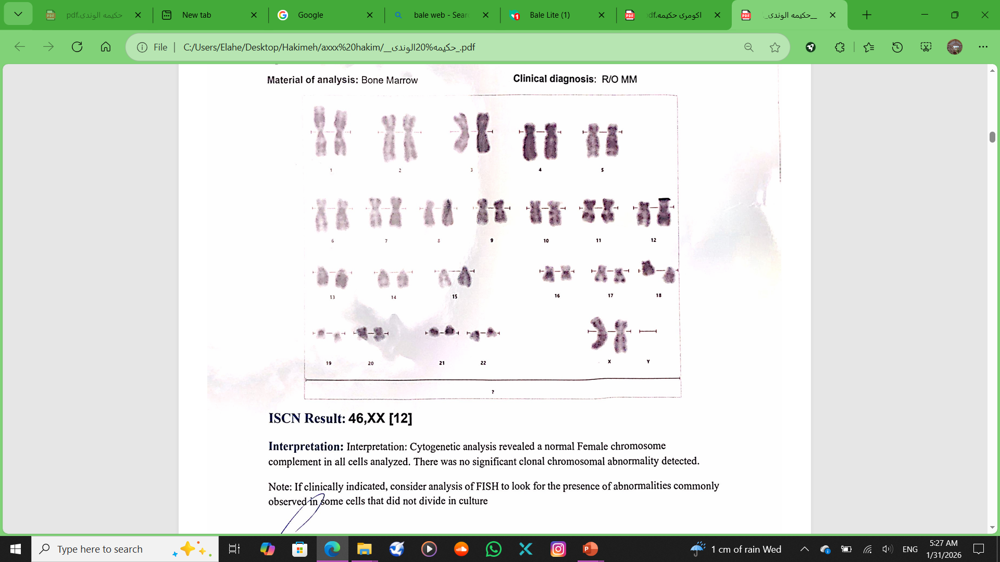 حکیمه الوندی.pdf
New tab
Google
bale web - Sear
Bale Lite (1)
اکومری حکیمه.pdf
__حکیمه الوندی_
File
C:/Users/Elahe/Desktop/Hakimeh/axxx%20hakim/__حکیمه%20الوندی_.pdf
Material of analysis: Bone Marrow
Clinical diagnosis: R/O MM
1 2 3 4 5
6 7 8 9 10 11 12
13 14 15 16 17 18
19 20 21 22 X Y
?
ISCN Result: 46,XX [12]
Interpretation: Interpretation: Cytogenetic analysis revealed a normal Female chromosome
complement in all cells analyzed. There was no significant clonal chromosomal abnormality detected.
Note: If clinically indicated, consider analysis of FISH to look for the presence of abnormalities commonly
observed in some cells that did not divide in culture
Type here to search
1 cm of rain Wed
ENG
5:27 AM
1/31/2026